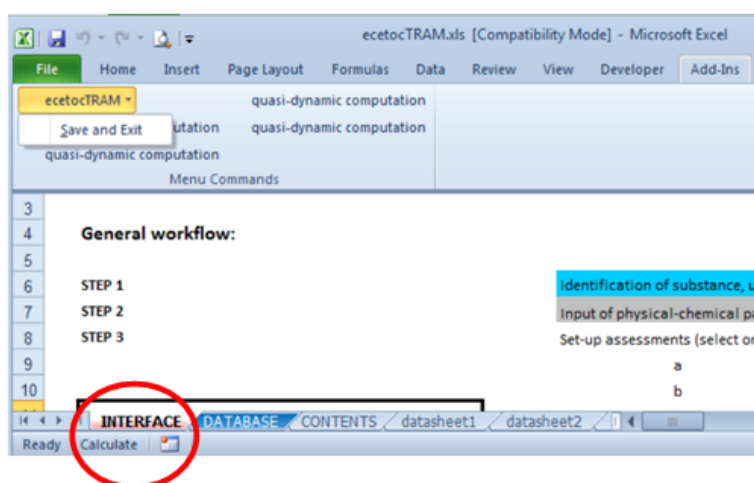 ecetocTRAM.xls [Compatibility Mode] - Microsoft Excel
File Home Insert Page Layout Formulas Data Review View Developer Add-Ins
ecetocTRAM quasi-dynamic computation
Save and Exit utation quasi-dynamic computation
quasi-dynamic computation
Menu Commands
3
4 General workflow:
5
6 STEP 1 Identification of substance, u
7 STEP 2 Input of physical-chemical pa
8 STEP 3 Set-up assessments (select or
9 a
10 b
INTERFACE DATABASE CONTENTS datasheet1 datasheet2
Ready Calculate